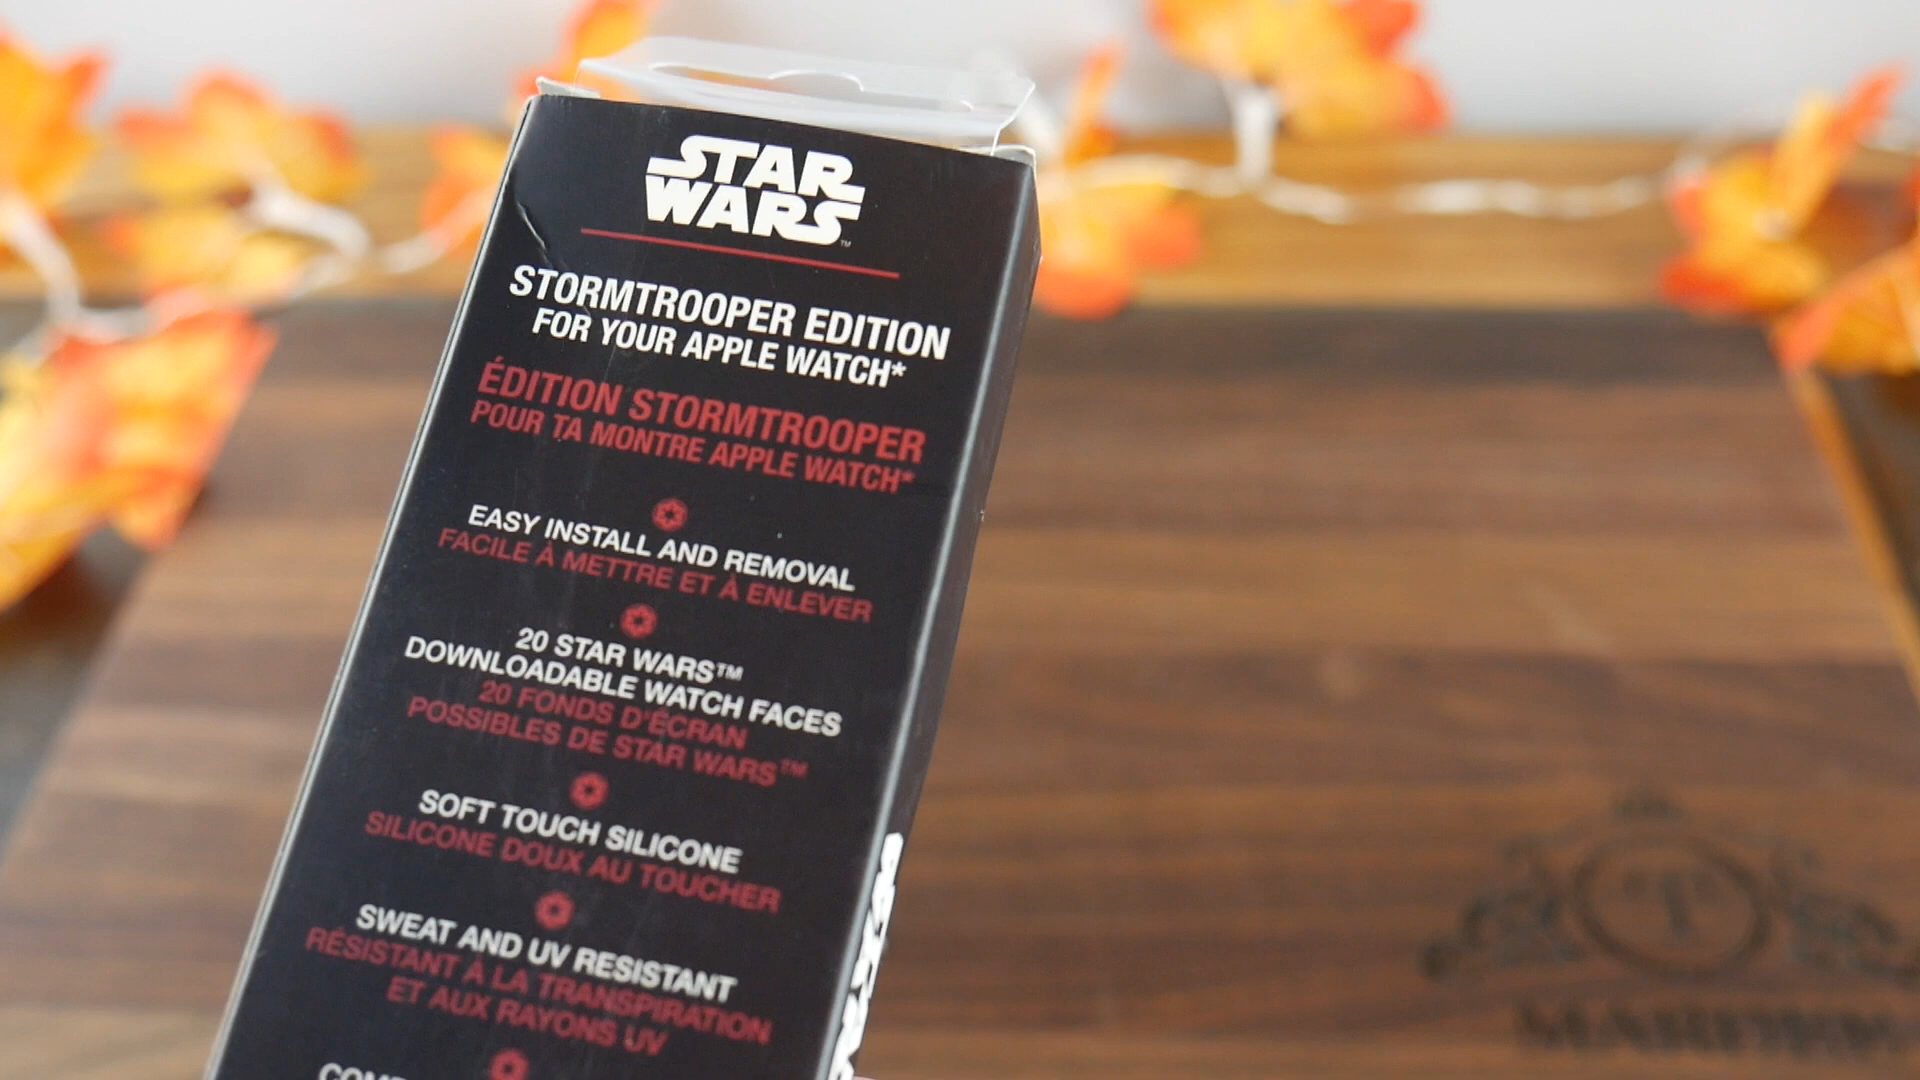 STAR
WARS™
STORMTROOPER EDITION
FOR YOUR APPLE WATCH*
ÉDITION STORMTROOPER
POUR TA MONTRE APPLE WATCH*
EASY INSTALL AND REMOVAL
FACILE À METTRE ET À ENLEVER
20 STAR WARS™
DOWNLOADABLE WATCH FACES
20 FONDS D'ÉCRAN
POSSIBLES DE STAR WARS™
SOFT TOUCH SILICONE
SILICONE DOUX AU TOUCHER
SWEAT AND UV RESISTANT
RÉSISTANT À LA TRANSPIRATION
ET AUX RAYONS UV
T